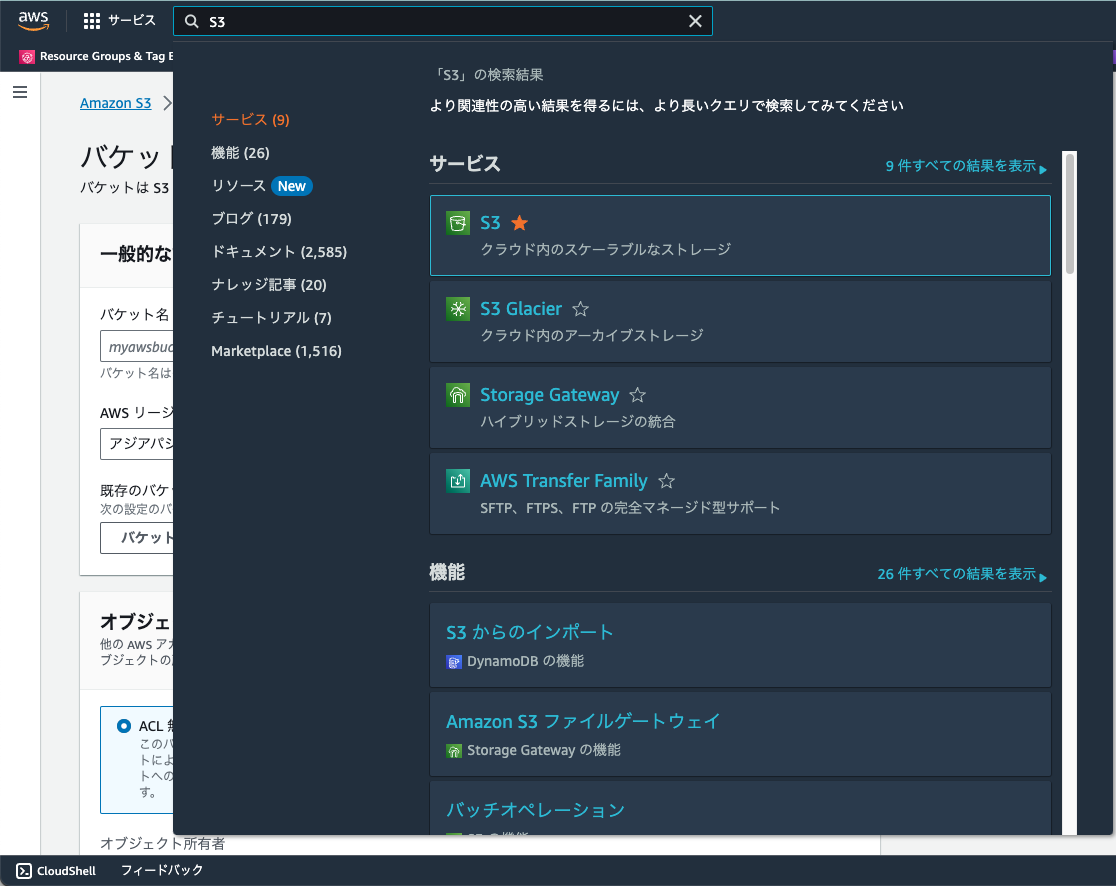 aws
サービス
S3
Resource Groups & Tag E
Amazon S3
バケット
バケットは S3
一般的な
バケット名
myawsbuc
バケット名は
AWS リージ
アジアパシ
既存のバケッ
次の設定のバ
バケット
オブジェ
他の AWS アカ
ブジェクトの
ACL 無
このバ
トによ
トへの
す。
オブジェクト所有者
「S3」の検索結果
より関連性の高い結果を得るには、より長いクエリで検索してみてください
サービス (9)
機能 (26)
リソース New
ブログ (179)
ドキュメント (2,585)
ナレッジ記事 (20)
チュートリアル (7)
Marketplace (1,516)
サービス
9 件すべての結果を表示
S3
クラウド内のスケーラブルなストレージ
S3 Glacier
クラウド内のアーカイブストレージ
Storage Gateway
ハイブリッドストレージの統合
AWS Transfer Family
SFTP、FTPS、FTP の完全マネージド型サポート
機能
26 件すべての結果を表示
S3 からのインポート
DynamoDB の機能
Amazon S3 ファイルゲートウェイ
Storage Gateway の機能
バッチオペレーション
S3 の機能
CloudShell
フィードバック